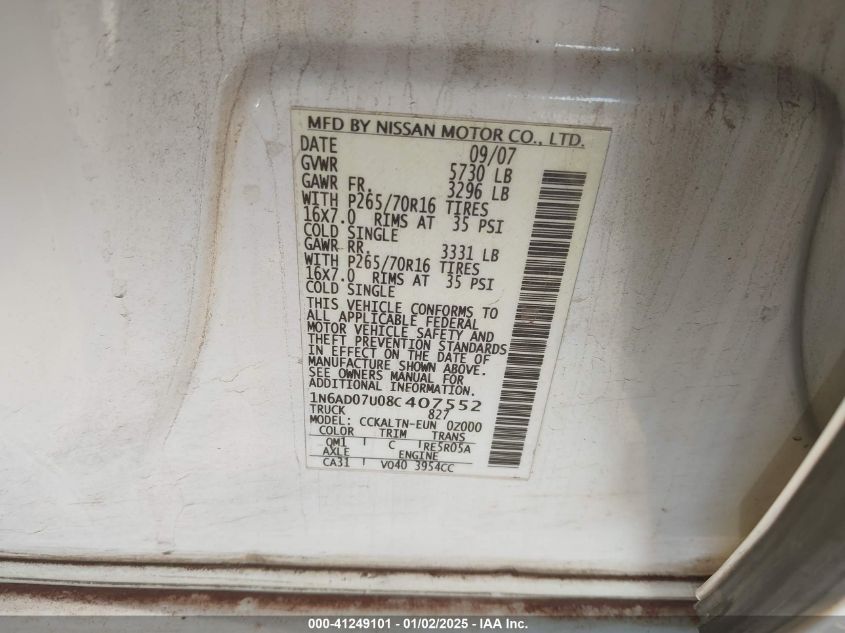 MFD BY NISSAN MOTOR CO., LTD.
DATE 09/07
GVWR 5730 LB
GAWR FR. 3296 LB
WITH P265/70R16 TIRES
16X7.0 RIMS AT 35 PSI
COLD SINGLE
GAWR RR. 3331 LB
WITH P265/70R16 TIRES
16X7.0 RIMS AT 35 PSI
COLD SINGLE
THIS VEHICLE CONFORMS TO
ALL APPLICABLE FEDERAL
MOTOR VEHICLE SAFETY AND
THEFT PREVENTION STANDARDS
IN EFFECT ON THE DATE OF
MANUFACTURE SHOWN ABOVE.
SEE OWNERS MANUAL FOR
ADDITIONAL INFORMATION.
1N6AD07U08C407552
TRUCK 827
MODEL: CCKALTN-EUN 0Z000
COLOR TRIM TRANS
QM1 C RE5R05A
AXLE ENGINE
CA31 VQ40 3954CC
000-41249101 - 01/02/2025 - IAA Inc.